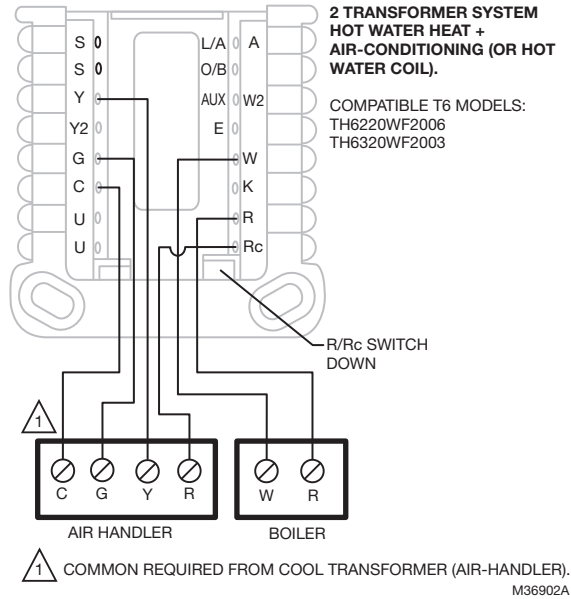 2 TRANSFORMER SYSTEM
HOT WATER HEAT +
AIR-CONDITIONING (OR HOT
WATER COIL).
COMPATIBLE T6 MODELS:
TH6220WF2006
TH6320WF2003
S L/A A
S O/B
Y AUX W2
Y2 E
G W
C K
U R
U Rc
R/Rc SWITCH
DOWN
1
C G Y R
W R
AIR HANDLER
BOILER
1 COMMON REQUIRED FROM COOL TRANSFORMER (AIR-HANDLER).
M36902A